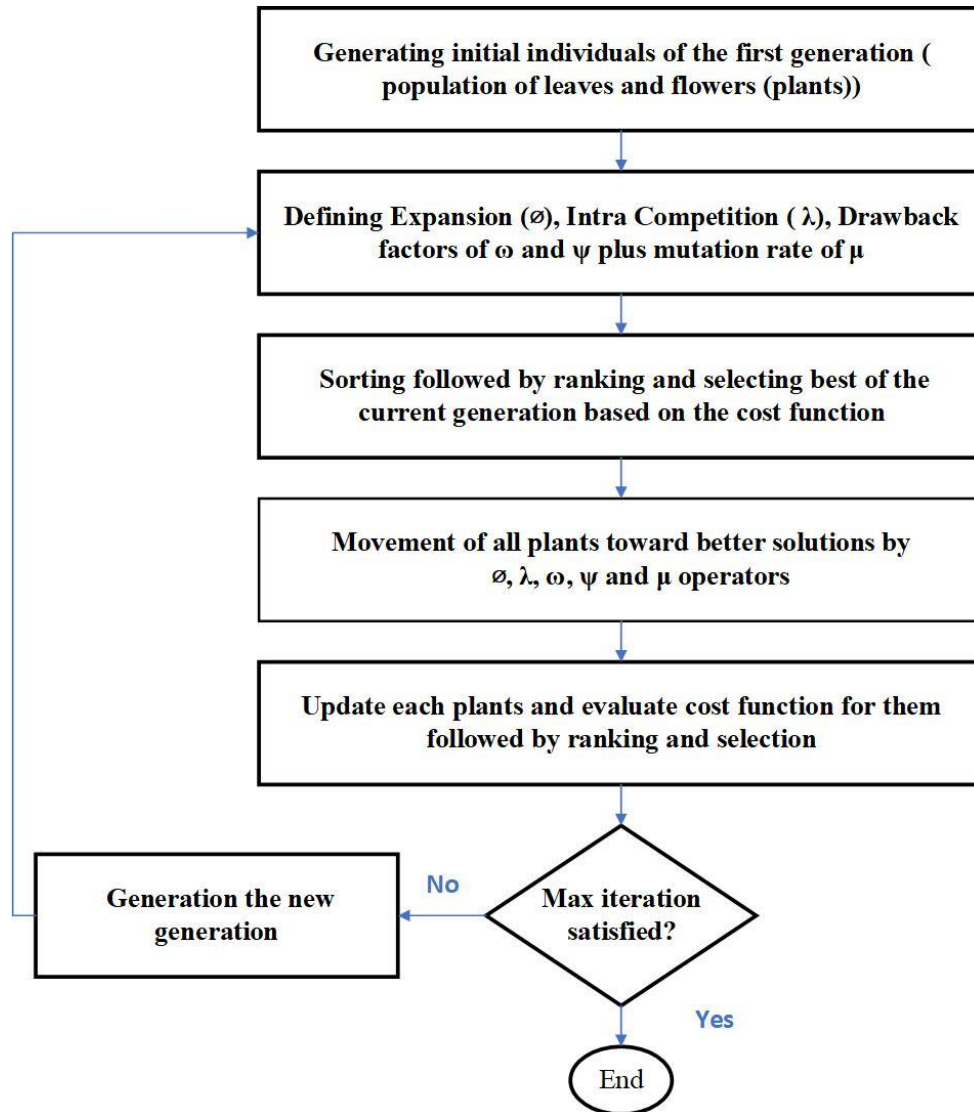 Generating initial individuals of the first generation (
population of leaves and flowers (plants))
Defining Expansion (∅), Intra Competition ( λ), Drawback
factors of ω and ψ plus mutation rate of μ
Sorting followed by ranking and selecting best of the
current generation based on the cost function
Movement of all plants toward better solutions by
∅, λ, ω, ψ and μ operators
Update each plants and evaluate cost function for them
followed by ranking and selection
Max iteration
satisfied?
No
Generation the new
generation
Yes
End